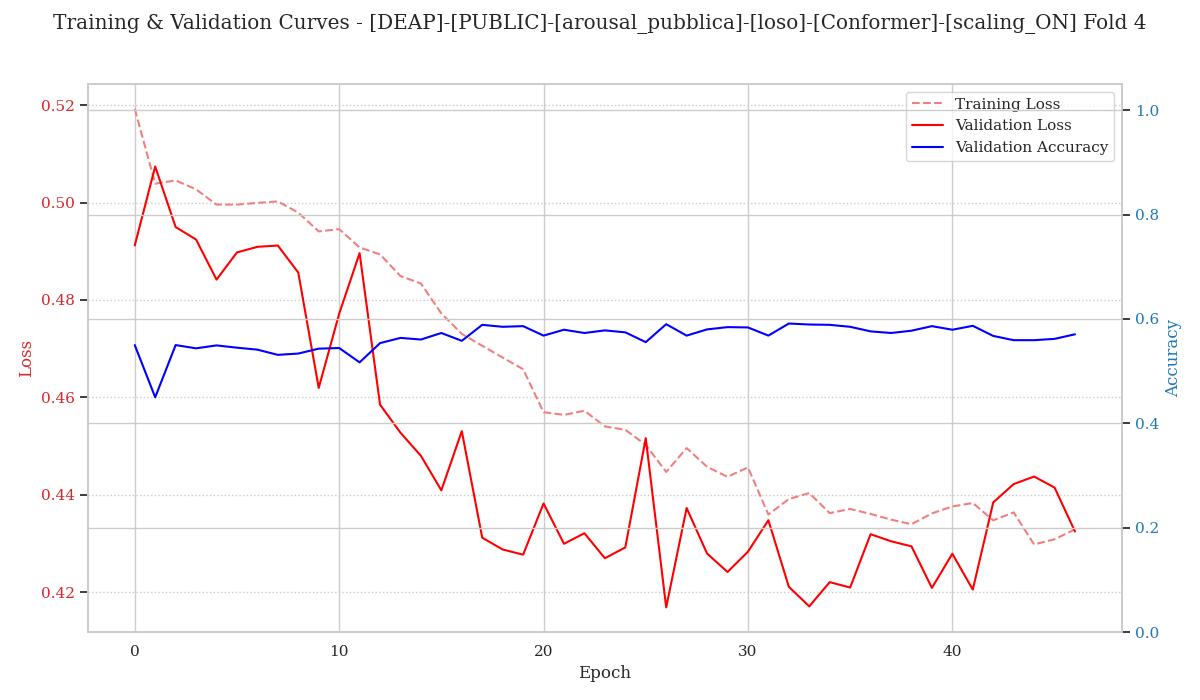 Training & Validation Curves - [DEAP]-[PUBLIC]-[arousal_pubblica]-[loso]-[Conformer]-[scaling_ON] Fold 4
Training Loss
Validation Loss
Validation Accuracy
0.52
0.50
0.48
0.46
0.44
0.42
Loss
1.0
0.8
0.6
0.4
0.2
0.0
Accuracy
0
10
20
30
40
Epoch